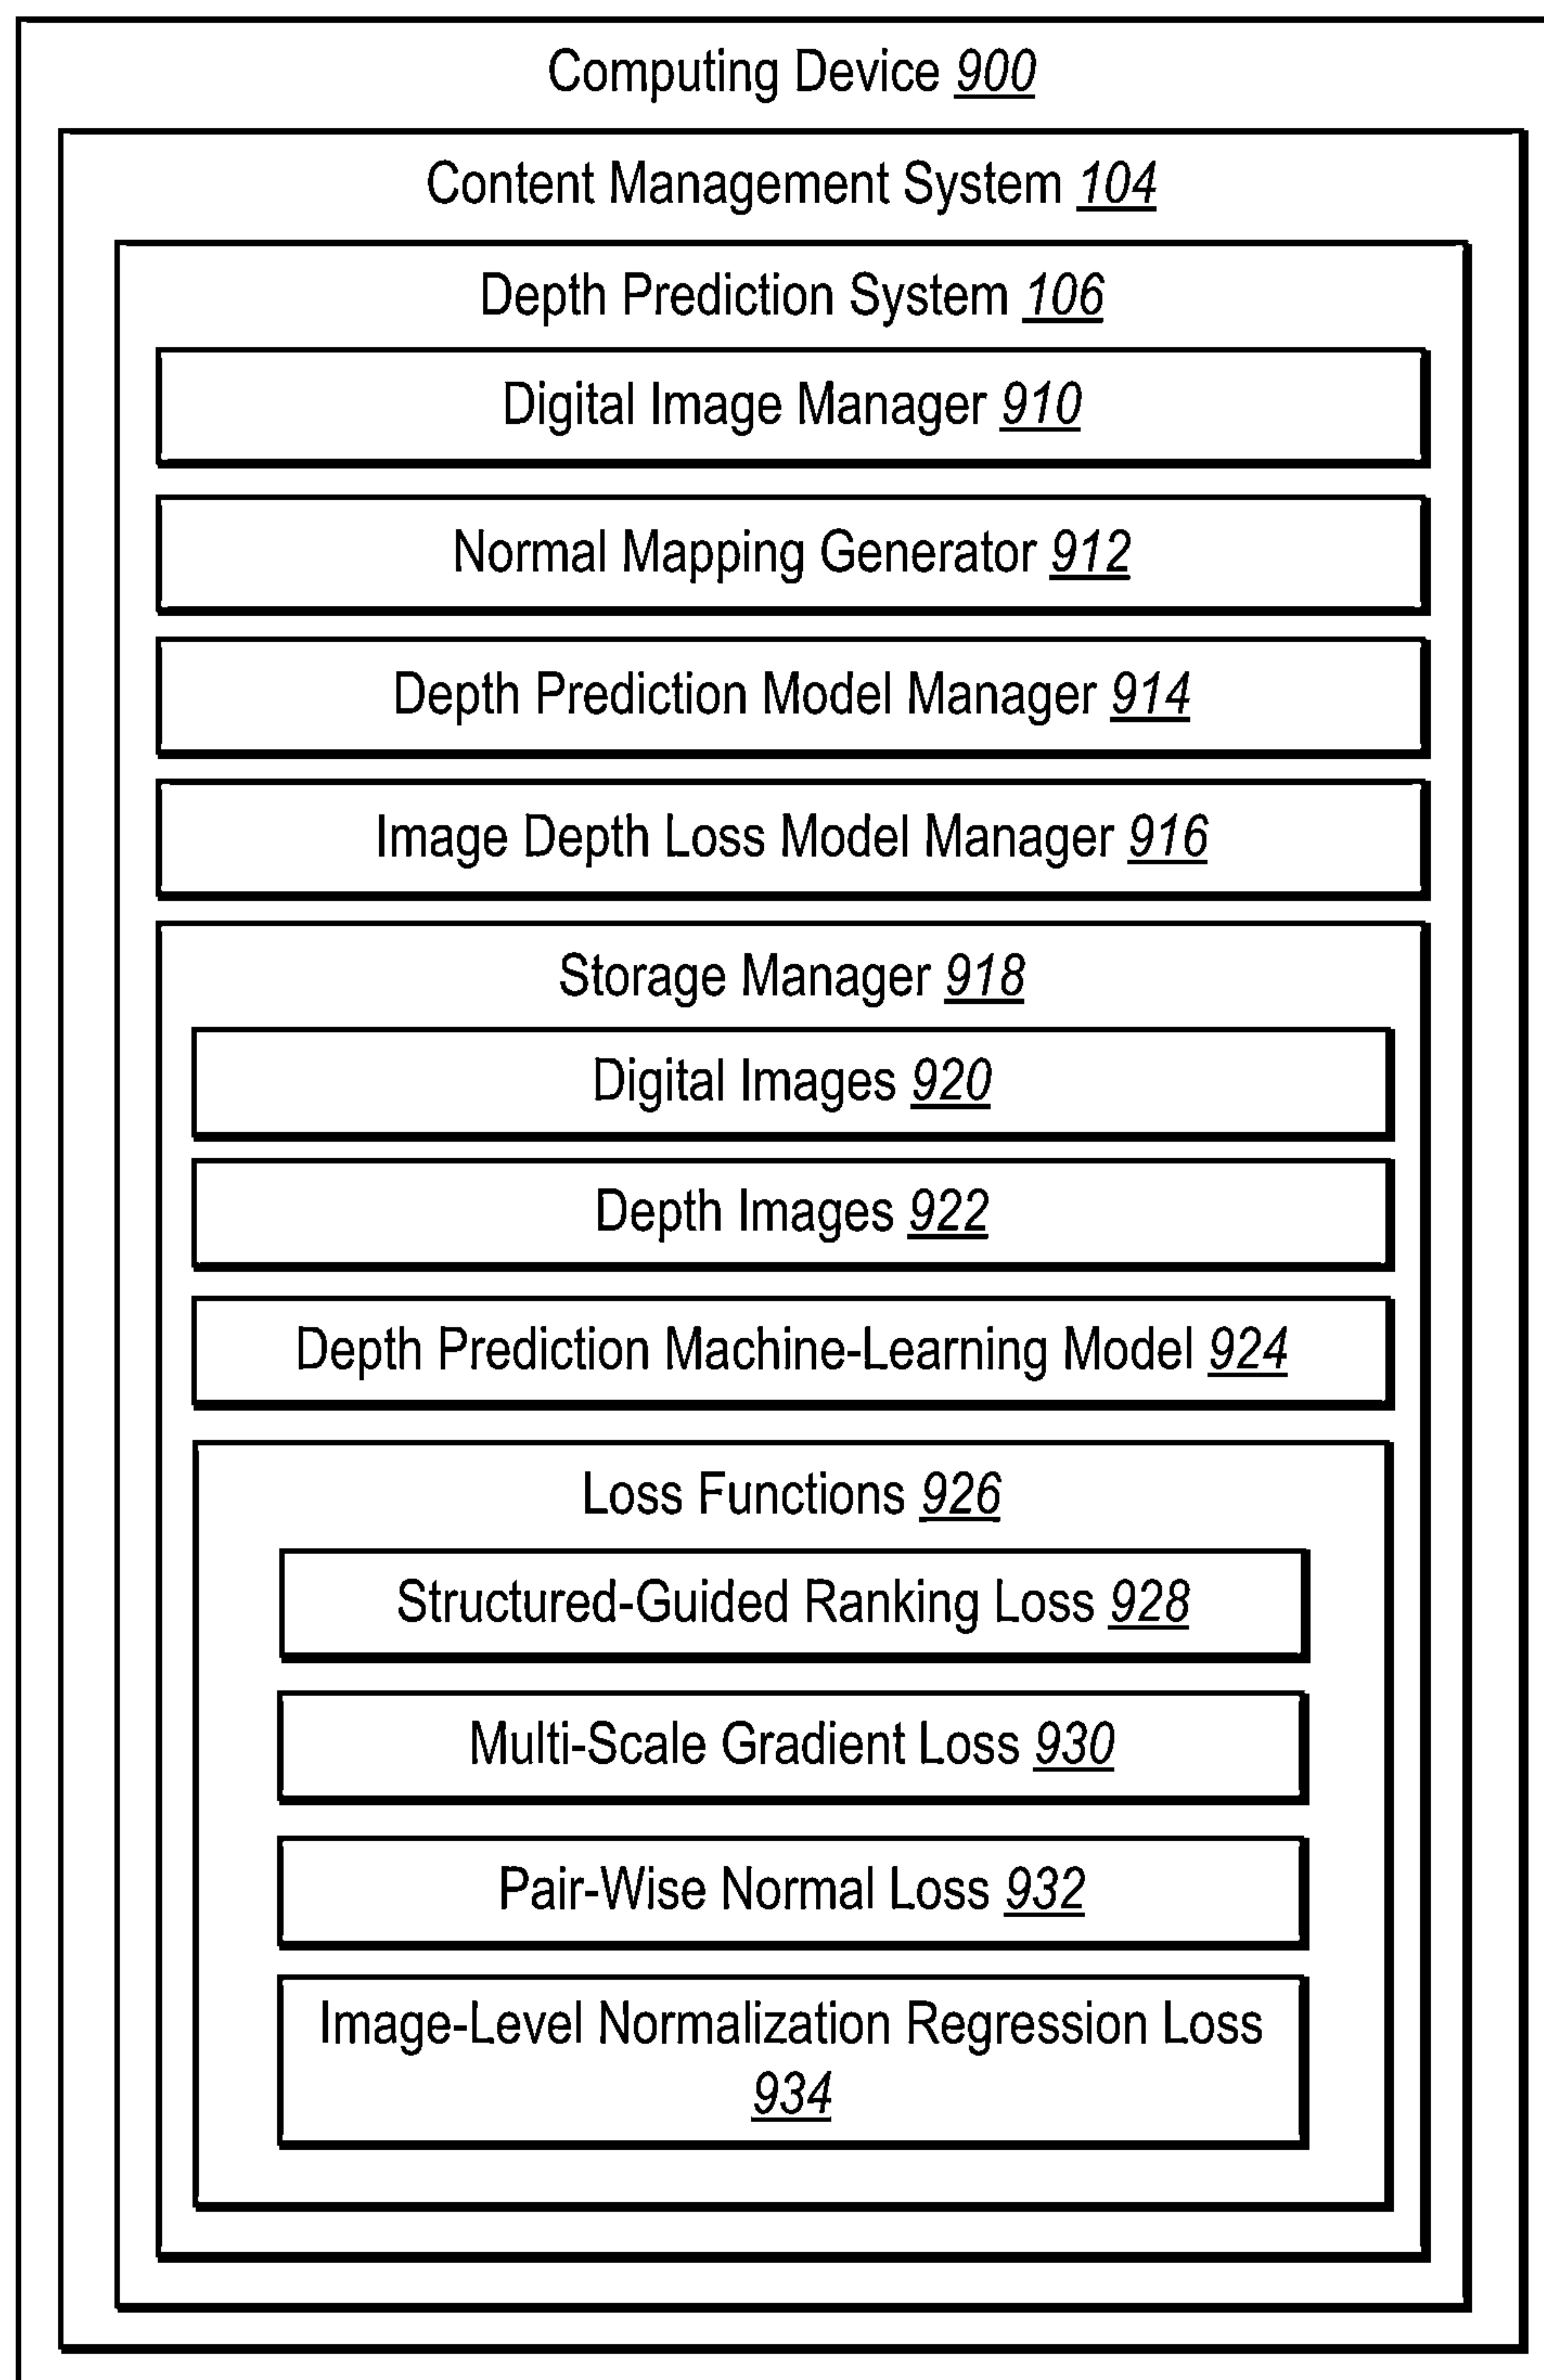 Computing Device 900
Content Management System 104
Depth Prediction System 106
Digital Image Manager 910
Normal Mapping Generator 912
Depth Prediction Model Manager 914
Image Depth Loss Model Manager 916
Storage Manager 918
Digital Images 920
Depth Images 922
Depth Prediction Machine-Learning Model 924
Loss Functions 926
Structured-Guided Ranking Loss 928
Multi-Scale Gradient Loss 930
Pair-Wise Normal Loss 932
Image-Level Normalization Regression Loss
934